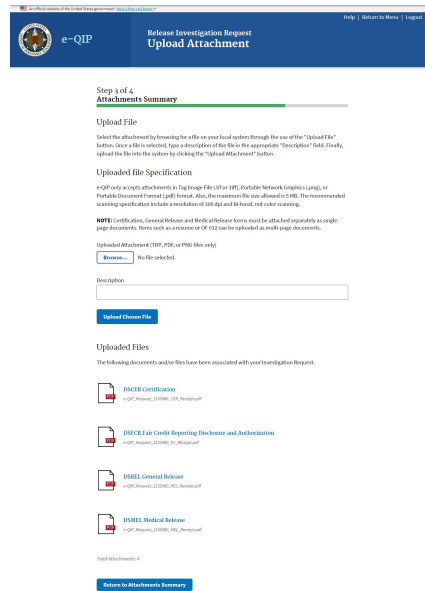 An official website of the United States government Here's how you know
Help | Return to Menu | Logout
e-QIP
Release Investigation Request
Upload Attachment
Step 3 of 4
Attachments Summary
Upload File
Select the attachment by browsing for a file on your local system through the use of the "Upload File"
button. Once a file is selected, type a description of the file in the appropriate "Description" field. Finally,
upload the file into the system by clicking the "Upload Attachment" button.
Uploaded file Specification
e-QIP only accepts attachments in Tag Image File (.tif or .tiff), Portable Network Graphics (.png), or
Portable Document Format (.pdf) format. Also, the maximum file size allowed is 5 MB. The recommended
scanning specification include a resolution of 300 dpi and bi-tonal, not color scanning.
NOTE: Certification, General Release and Medical Release forms must be attached separately as single
page documents. Items such as a resume or OF 612 can be uploaded as multi-page documents.
Uploaded Attachment (TIFF, PDF, or PNG files only)
Browse... No file selected.
Description
Upload Chosen File
Uploaded Files
The following documents and/or files have been associated with your Investigation Request.
PDF
DSCER Certification
PDF
DSFCR Fair Credit Reporting Disclosure and Authorization
PDF
DSREL General Release
PDF
DSMEL Medical Release
Total Attachments: 4
Return to Attachments Summary